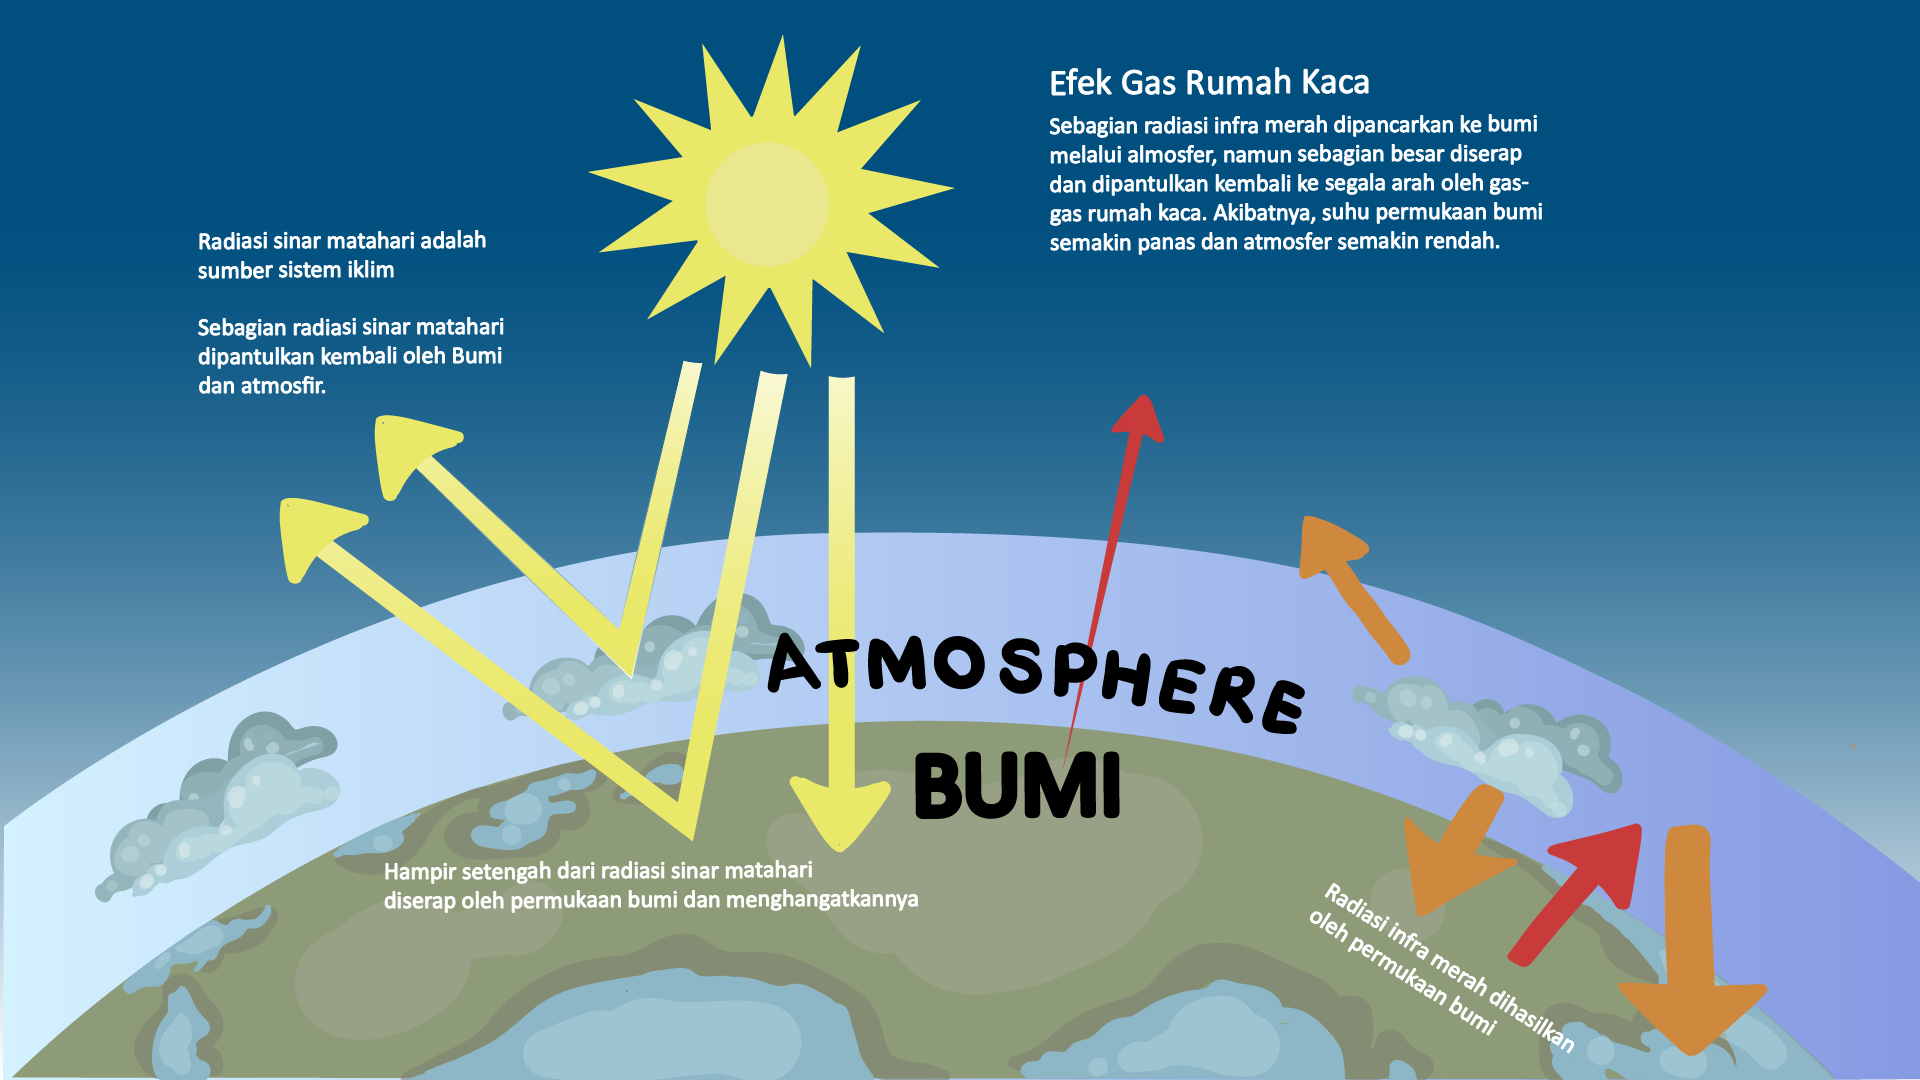 Efek Gas Rumah Kaca
Sebagian radiasi infra merah dipancarkan ke bumi
melalui almosfer, namun sebagian besar diserap
dan dipantulkan kembali ke segala arah oleh gas-
gas rumah kaca. Akibatnya, suhu permukaan bumi
semakin panas dan atmosfer semakin rendah.
Radiasi sinar matahari adalah
sumber sistem iklim
Sebagian radiasi sinar matahari
dipantulkan kembali oleh Bumi
dan atmosfir.
ATMOSPHERE
BUMI
Hampir setengah dari radiasi sinar matahari
diserap oleh permukaan bumi dan menghangatkannya
Radiasi infra merah dihasilkan
oleh permukaan bumi